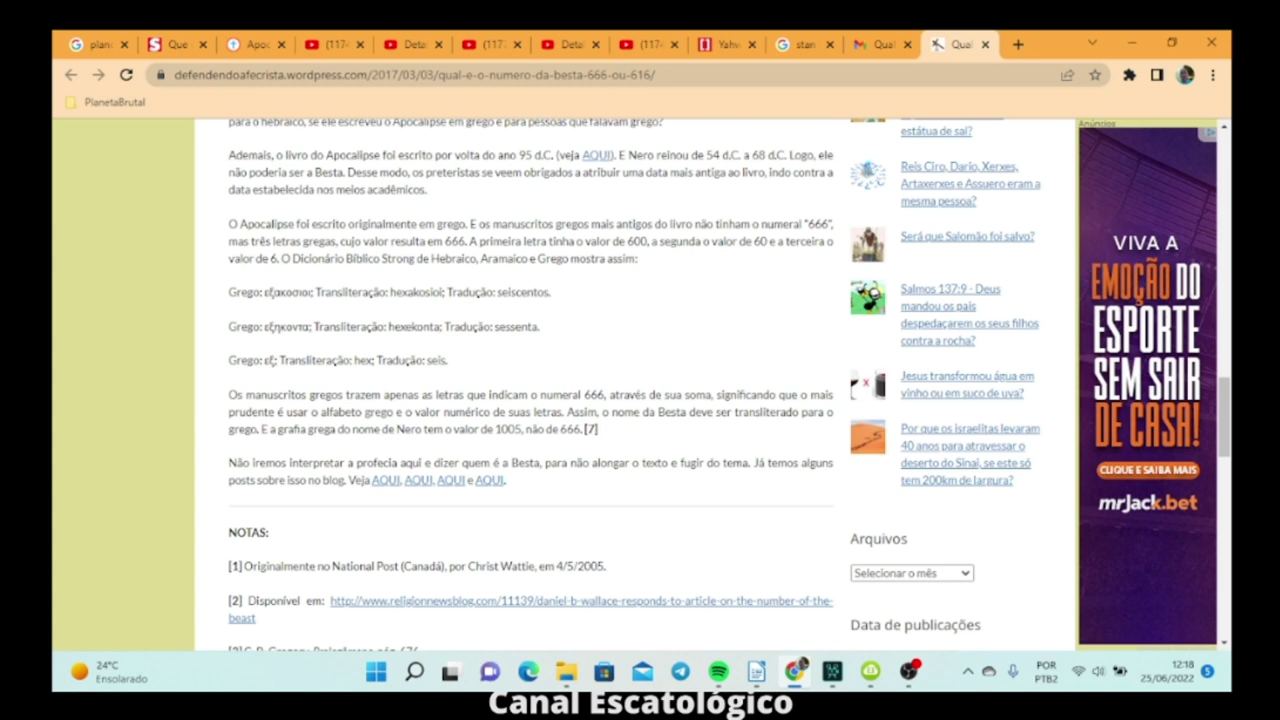 plan
Que
Apoc
(117
Deta
(117
Detal
(117
Yahv
stan
Qual
Qual
defendendoafecrista.wordpress.com/2017/03/03/qual-e-o-numero-da-besta-666-ou-616/
PlanetaBrutal
para o hebraico, se ele escreveu o Apocalipse em grego e para pessoas que falavam grego?
Ademais, o livro do Apocalipse foi escrito por volta do ano 95 d.C. (veja AQUI). E Nero reinou de 54 d.C. a 68 d.C. Logo, ele
não poderia ser a Besta. Desse modo, os preteristas se veem obrigados a atribuir uma data mais antiga ao livro, indo contra a
data estabelecida nos meios acadêmicos.
O Apocalipse foi escrito originalmente em grego. E os manuscritos gregos mais antigos do livro não tinham o numeral "666",
mas três letras gregas, cujo valor resulta em 666. A primeira letra tinha o valor de 600, a segunda o valor de 60 e a terceira o
valor de 6. O Dicionário Bíblico Strong de Hebraico, Aramaico e Grego mostra assim:
Grego: εξακοσιοι; Transliteração: hexakosioi; Tradução: seiscentos.
Grego: εξηκοντα; Transliteração: hexekonta; Tradução: sessenta.
Grego: εξ; Transliteração: hex; Tradução: seis.
Os manuscritos gregos trazem apenas as letras que indicam o numeral 666, através de sua soma, significando que o mais
prudente é usar o alfabeto grego e o valor numérico de suas letras. Assim, o nome da Besta deve ser transliterado para o
grego. E a grafia grega do nome de Nero tem o valor de 1005, não de 666.[7]
Não iremos interpretar a profecia aqui e dizer quem é a Besta, para não alongar o texto e fugir do tema. Já temos alguns
posts sobre isso no blog. Veja AQUI, AQUI, AQUI e AQUI.
NOTAS:
[1] Originalmente no National Post (Canadá), por Christ Wattie, em 4/5/2005.
[2] Disponível em: http://www.religionnewsblog.com/11139/daniel-b-wallace-responds-to-article-on-the-number-of-the-
beast
estátua de sal?
Reis Ciro, Dario, Xerxes,
Artaxerxes e Assuero eram a
mesma pessoa?
Será que Salomão foi salvo?
Salmos 137:9 - Deus
mandou os pais
despedaçarem os seus filhos
contra a rocha?
Jesus transformou água em
vinho ou em suco de uva?
Por que os israelitas levaram
40 anos para atravessar o
deserto do Sinai, se este só
tem 200km de largura?
Arquivos
Selecionar o mês
Data de publicações
Anúncios
VIVA A
EMOÇÃO DO
ESPORTE
SEM SAIR
DE CASA!
CLIQUE E SAIBA MAIS
mrJack.bet
24°C
Ensolarado
POR
PTB2
12:18
25/06/2022
5
Canal Escatológico